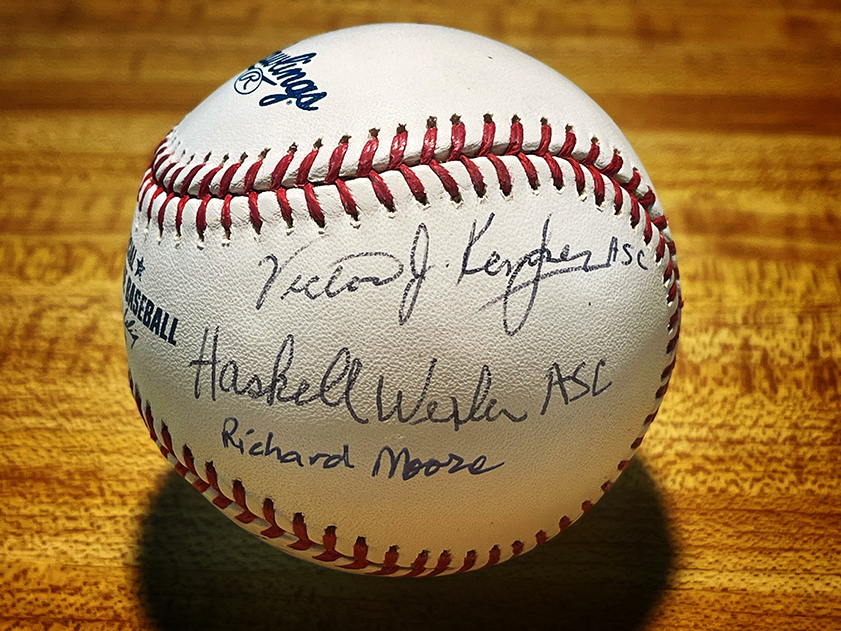 Rawlings
®
Victor J. Kemper ASC
BASEBALL
Haskell Wexler ASC
Richard Moore